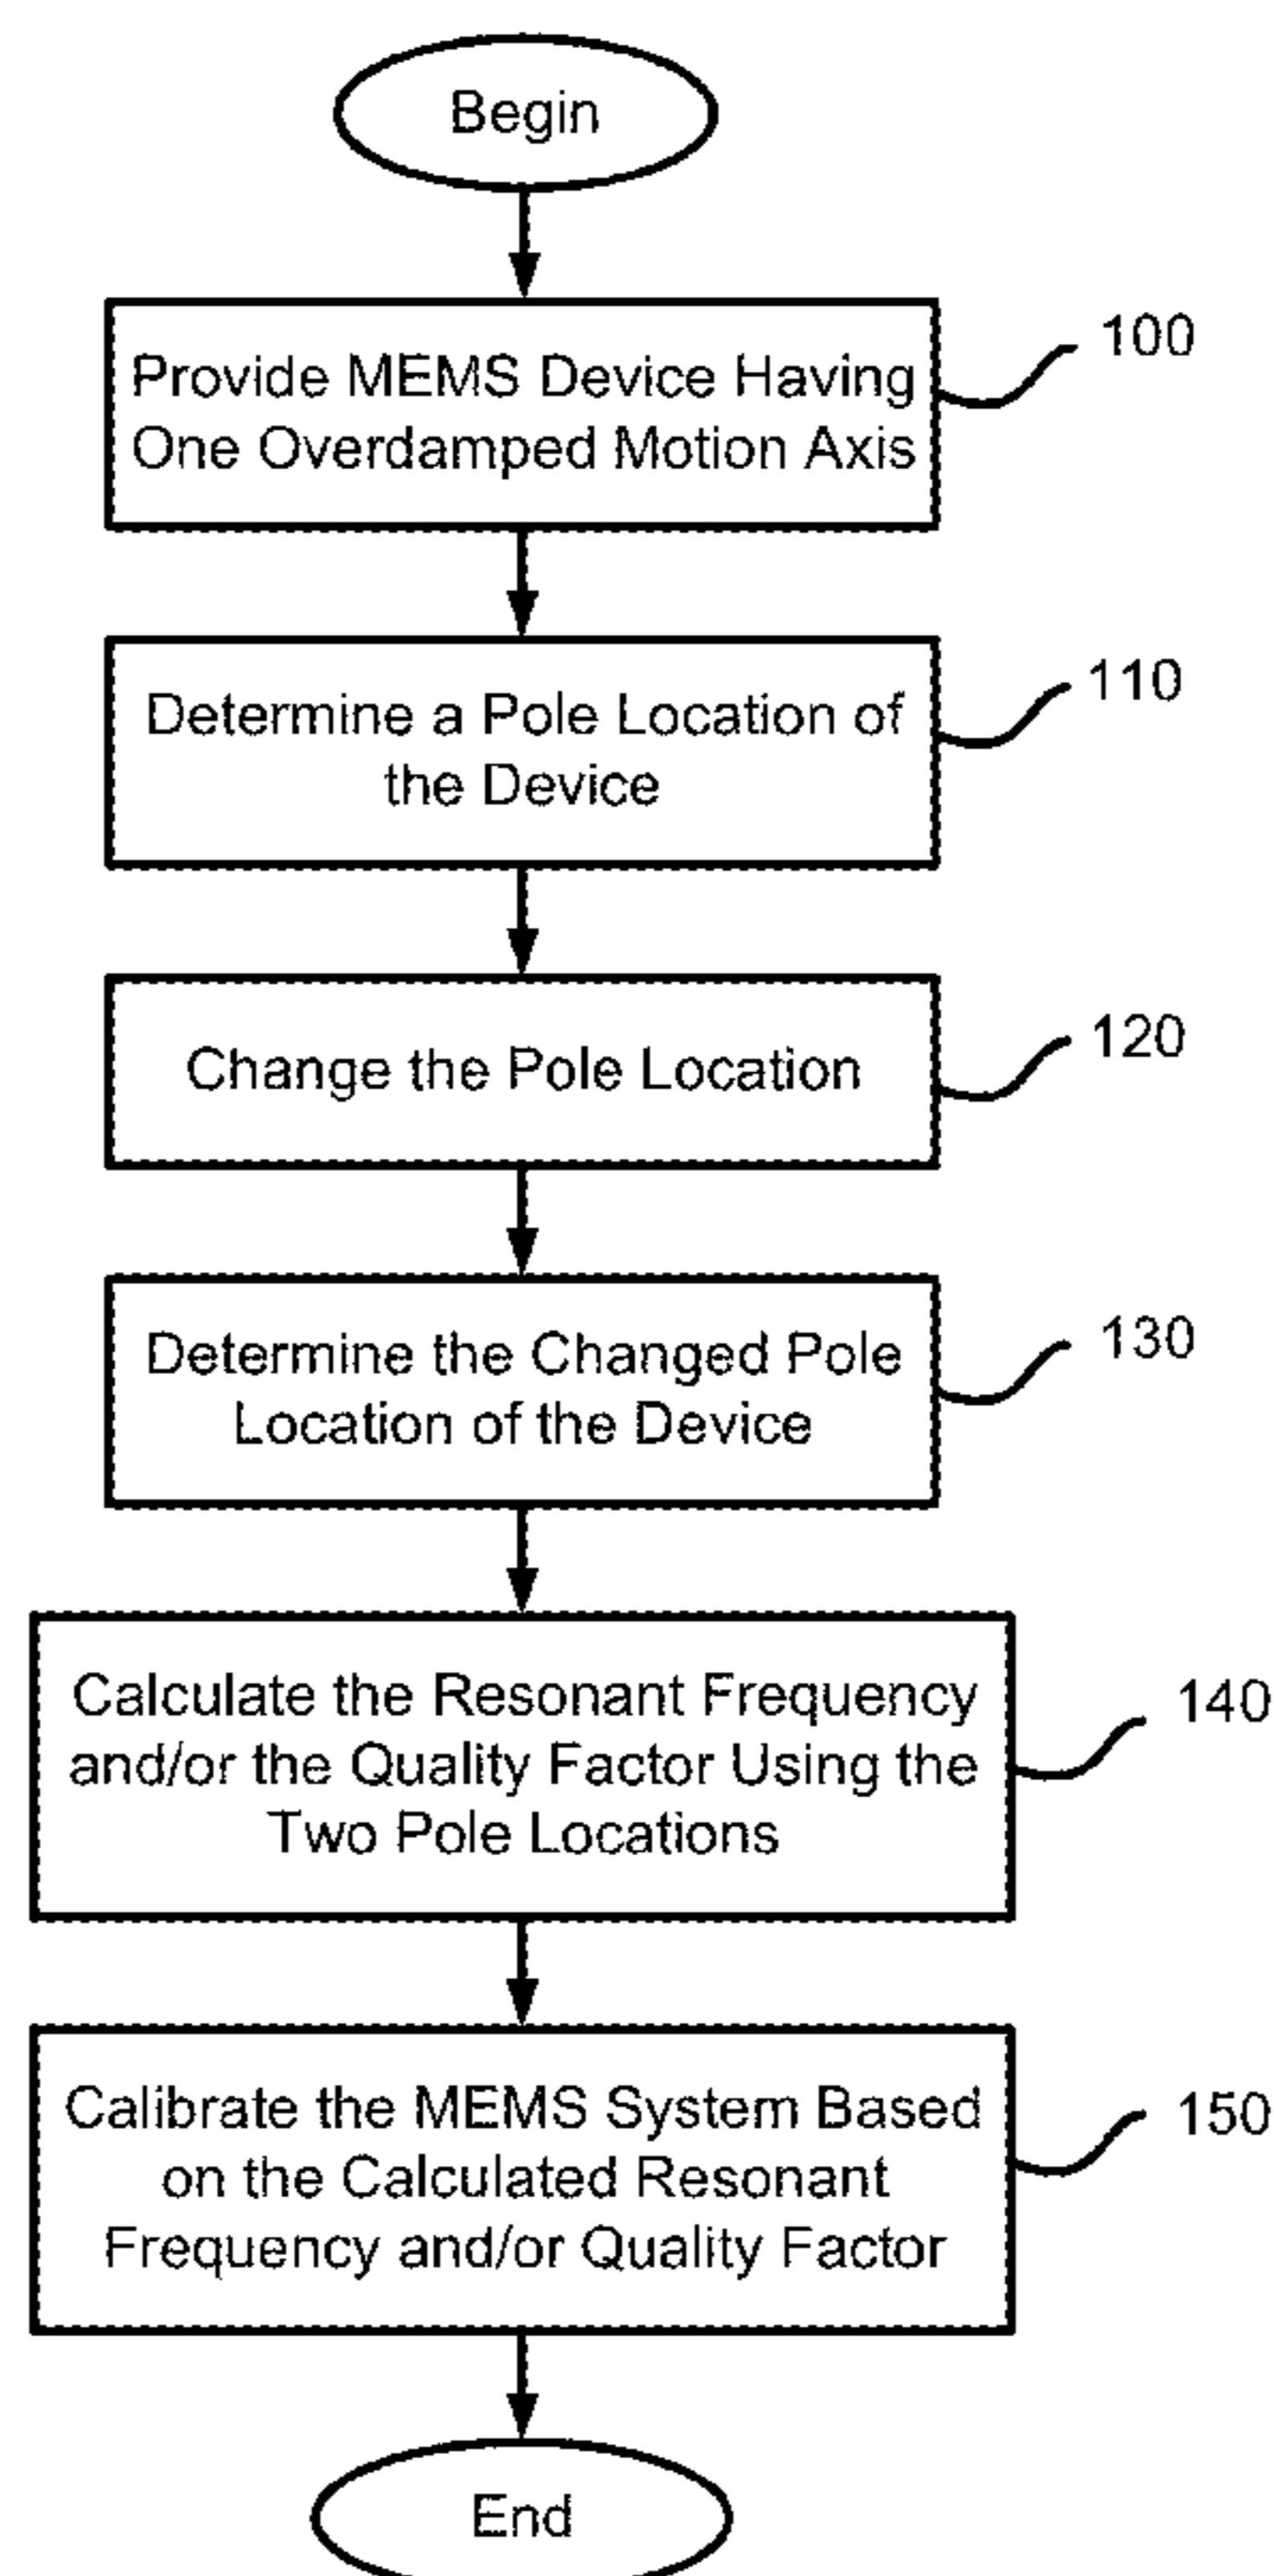 Begin
Provide MEMS Device Having
One Overdamped Motion Axis
100
Determine a Pole Location of
the Device
110
Change the Pole Location
120
Determine the Changed Pole
Location of the Device
130
Calculate the Resonant Frequency
and/or the Quality Factor Using the
Two Pole Locations
140
Calibrate the MEMS System Based
on the Calculated Resonant
Frequency and/or Quality Factor
150
End